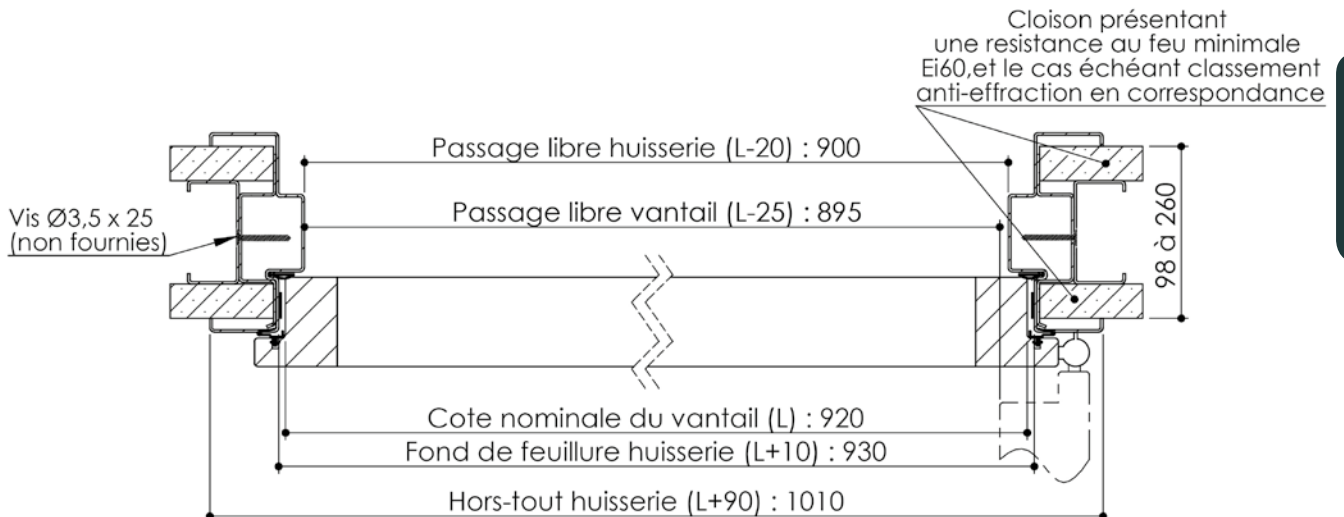 Cloison présentant
une resistance au feu minimale
Ei60,et le cas échéant classement
anti-effraction en correspondance
Passage libre huisserie (L-20) : 900
Passage libre vantail (L-25) : 895
Vis Ø3,5 x 25
(non fournies)
98 à 260
Cote nominale du vantail (L) : 920
Fond de feuillure huisserie (L+10) : 930
Hors-tout huisserie (L+90) : 1010